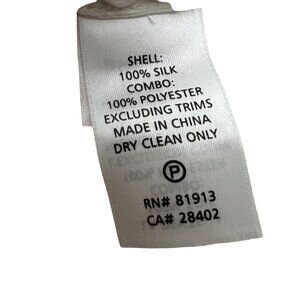 SHELL:
100% SILK
COMBO:
100% POLYESTER
EXCLUDING TRIMS
MADE IN CHINA
DRY CLEAN ONLY
P
RN# 81913
CA# 28402